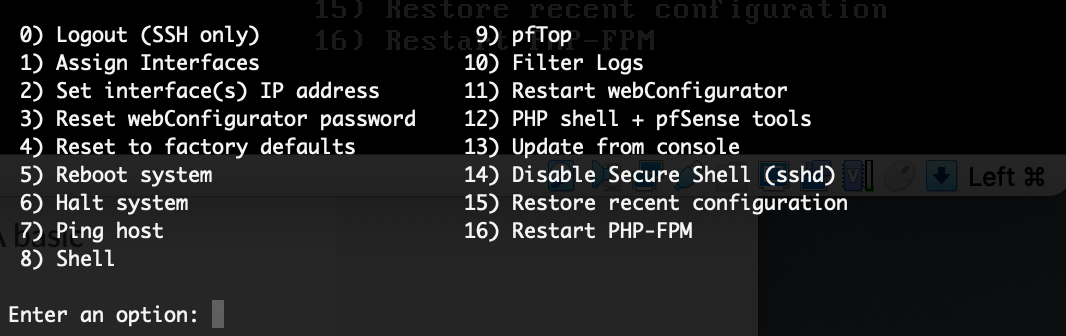 15) Restore recent configuration
16) Restart PHP-FPM
0) Logout (SSH only) 9) pfTop
1) Assign Interfaces 10) Filter Logs
2) Set interface(s) IP address 11) Restart webConfigurator
3) Reset webConfigurator password 12) PHP shell + pfSense tools
4) Reset to factory defaults 13) Update from console
5) Reboot system 14) Disable Secure Shell (sshd)
6) Halt system 15) Restore recent configuration
7) Ping host 16) Restart PHP-FPM
8) Shell
Enter an option:
Left ⌘
basic